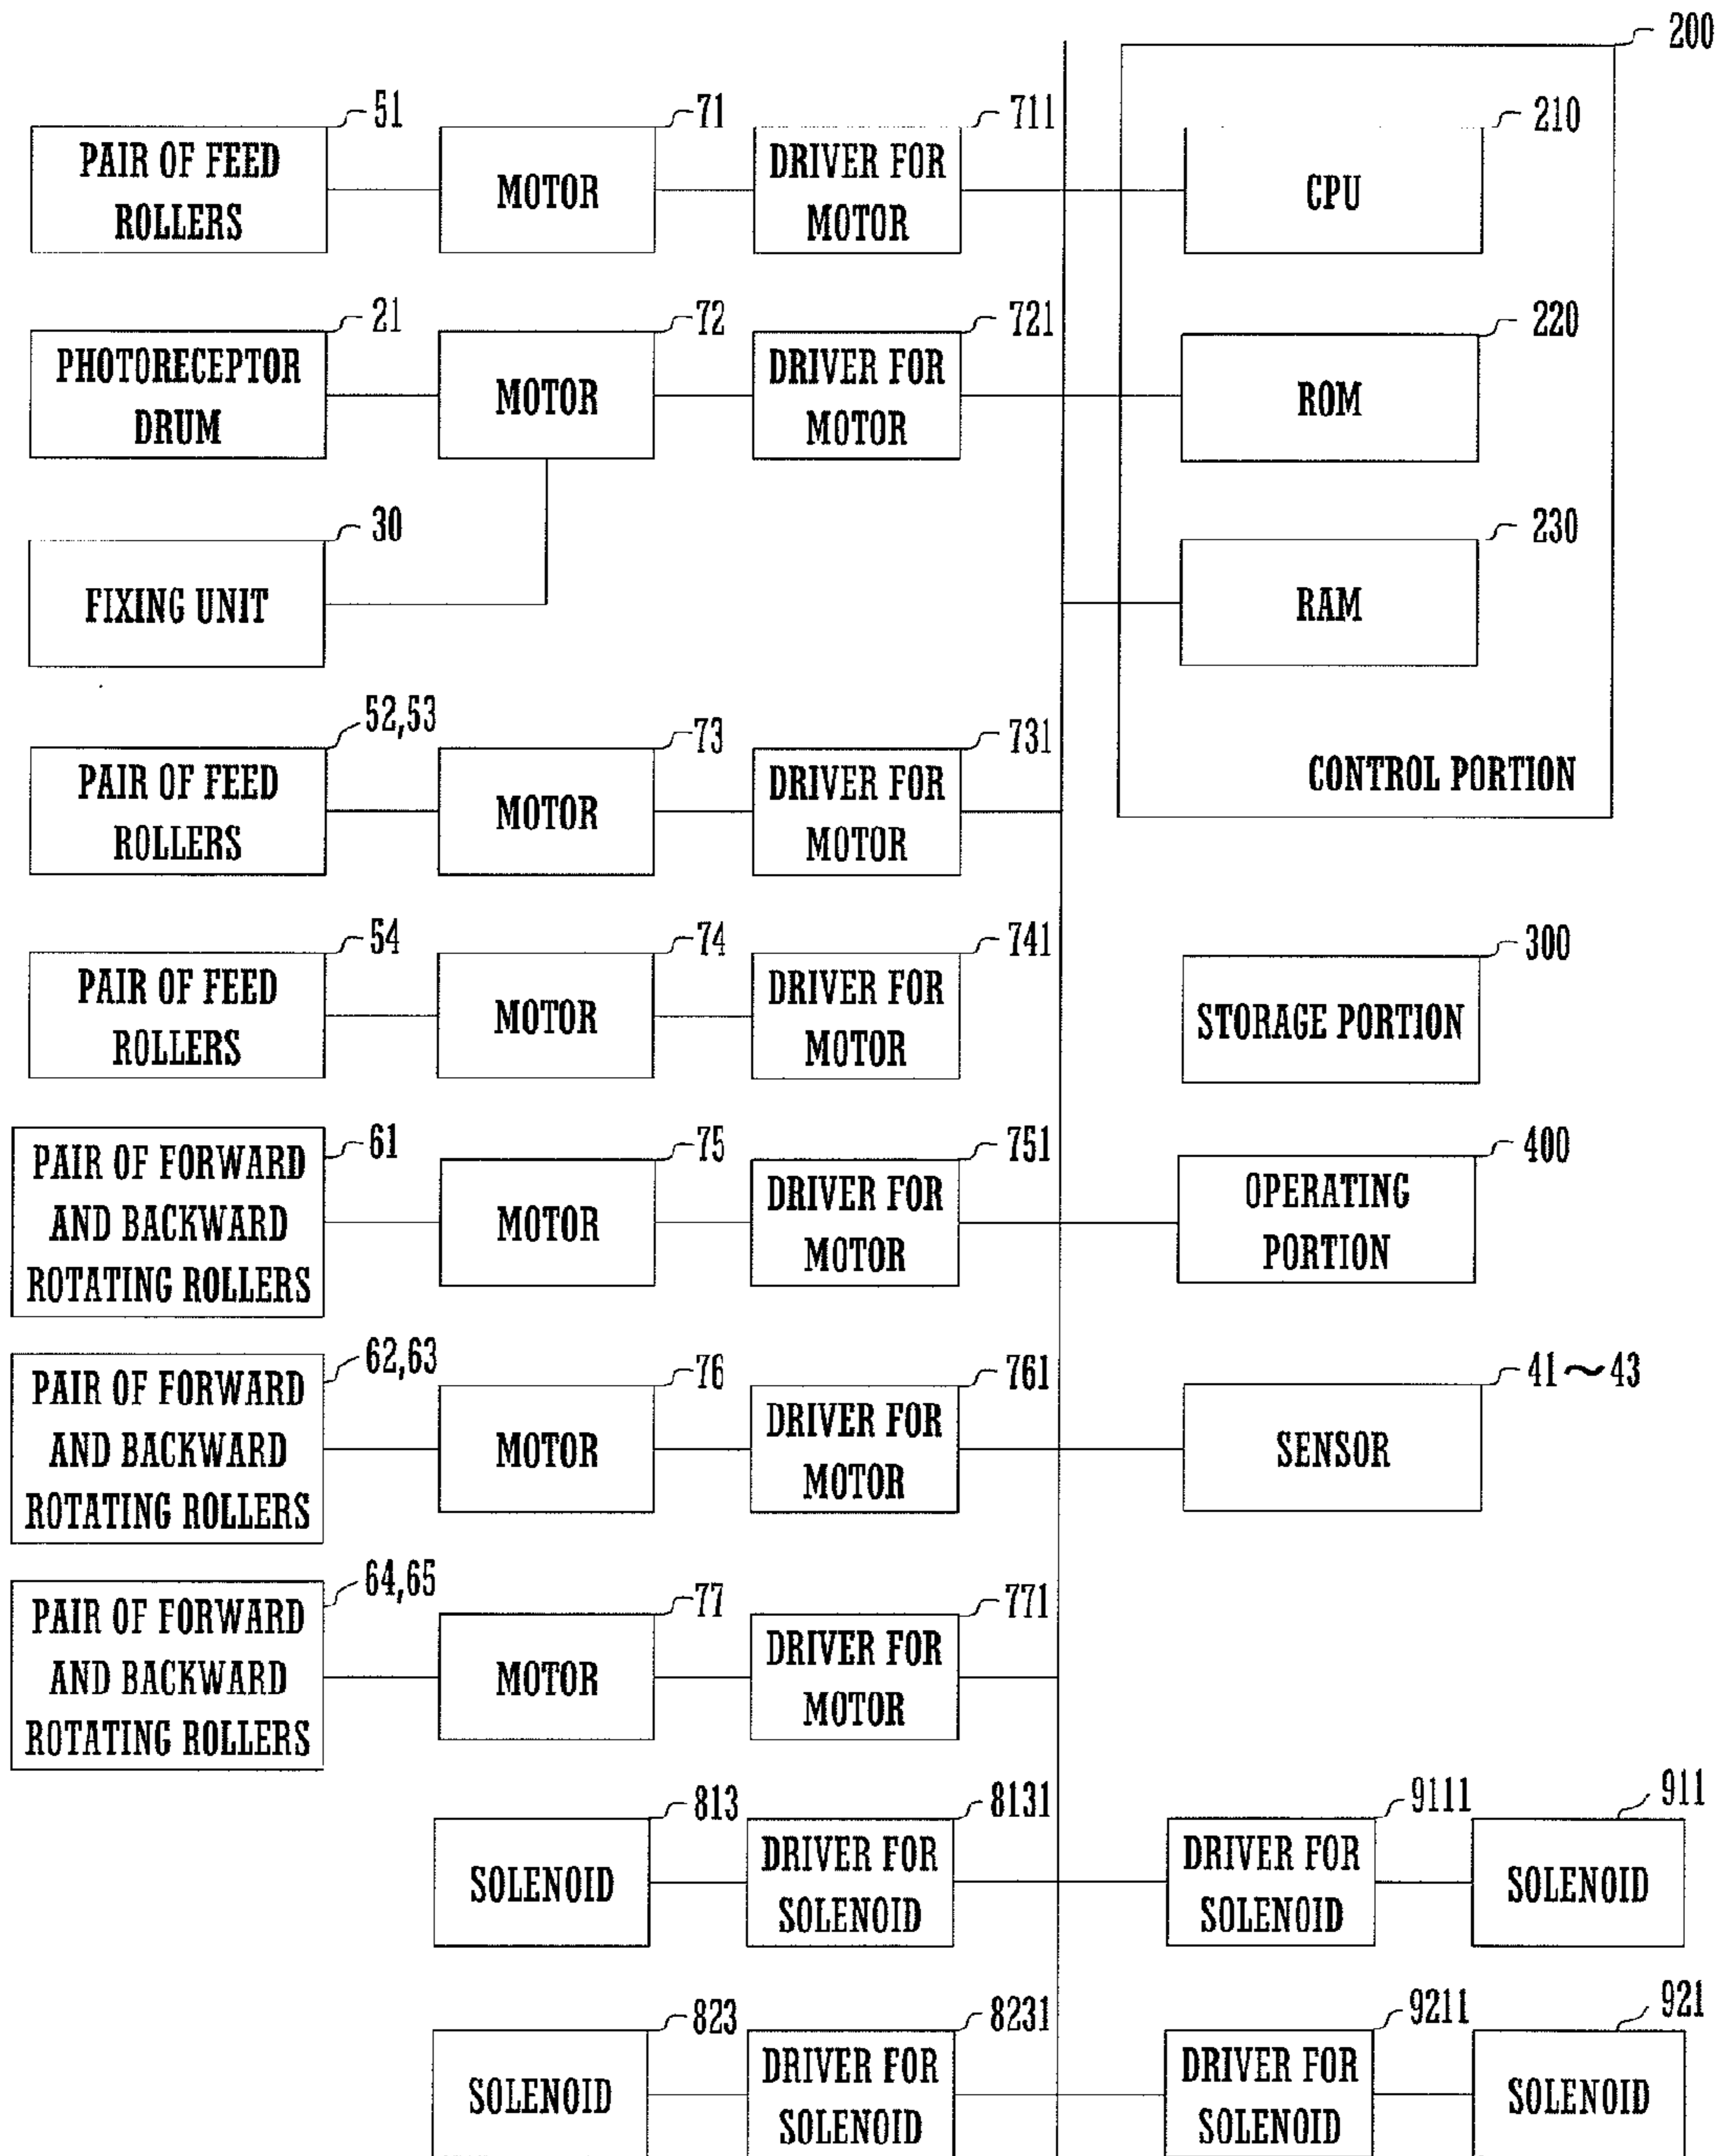 200
51
71
711
210
PAIR OF FEED
ROLLERS
MOTOR
DRIVER FOR
MOTOR
CPU
21
72
721
220
PHOTORECEPTOR
DRUM
MOTOR
DRIVER FOR
MOTOR
ROM
30
230
FIXING UNIT
RAM
52,53
73
731
PAIR OF FEED
ROLLERS
MOTOR
DRIVER FOR
MOTOR
CONTROL PORTION
54
74
741
300
PAIR OF FEED
ROLLERS
MOTOR
DRIVER FOR
MOTOR
STORAGE PORTION
61
75
751
400
PAIR OF FORWARD
AND BACKWARD
ROTATING ROLLERS
MOTOR
DRIVER FOR
MOTOR
OPERATING
PORTION
62,63
76
761
41～43
PAIR OF FORWARD
AND BACKWARD
ROTATING ROLLERS
MOTOR
DRIVER FOR
MOTOR
SENSOR
64,65
77
771
PAIR OF FORWARD
AND BACKWARD
ROTATING ROLLERS
MOTOR
DRIVER FOR
MOTOR
813
8131
9111
911
SOLENOID
DRIVER FOR
SOLENOID
DRIVER FOR
SOLENOID
SOLENOID
823
8231
9211
921
SOLENOID
DRIVER FOR
SOLENOID
DRIVER FOR
SOLENOID
SOLENOID